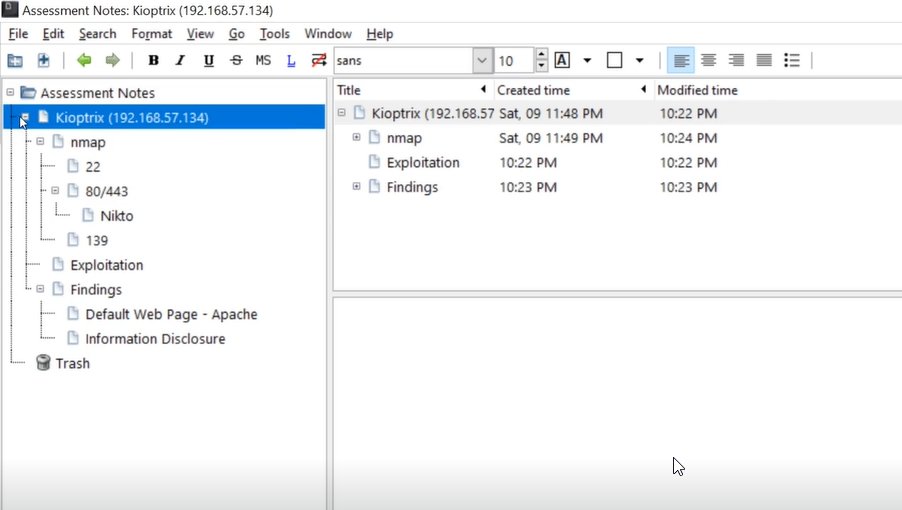 Assessment Notes: Kioptrix (192.168.57.134)
File Edit Search Format View Go Tools Window Help
B I U S MS L sans 10 A
Assessment Notes
Kioptrix (192.168.57.134)
nmap
22
80/443
Nikto
139
Exploitation
Findings
Default Web Page - Apache
Information Disclosure
Trash
Title Created time Modified time
Kioptrix (192.168.57 Sat, 09 11:48 PM 10:22 PM
nmap Sat, 09 11:49 PM 10:24 PM
Exploitation 10:22 PM 10:22 PM
Findings 10:23 PM 10:23 PM